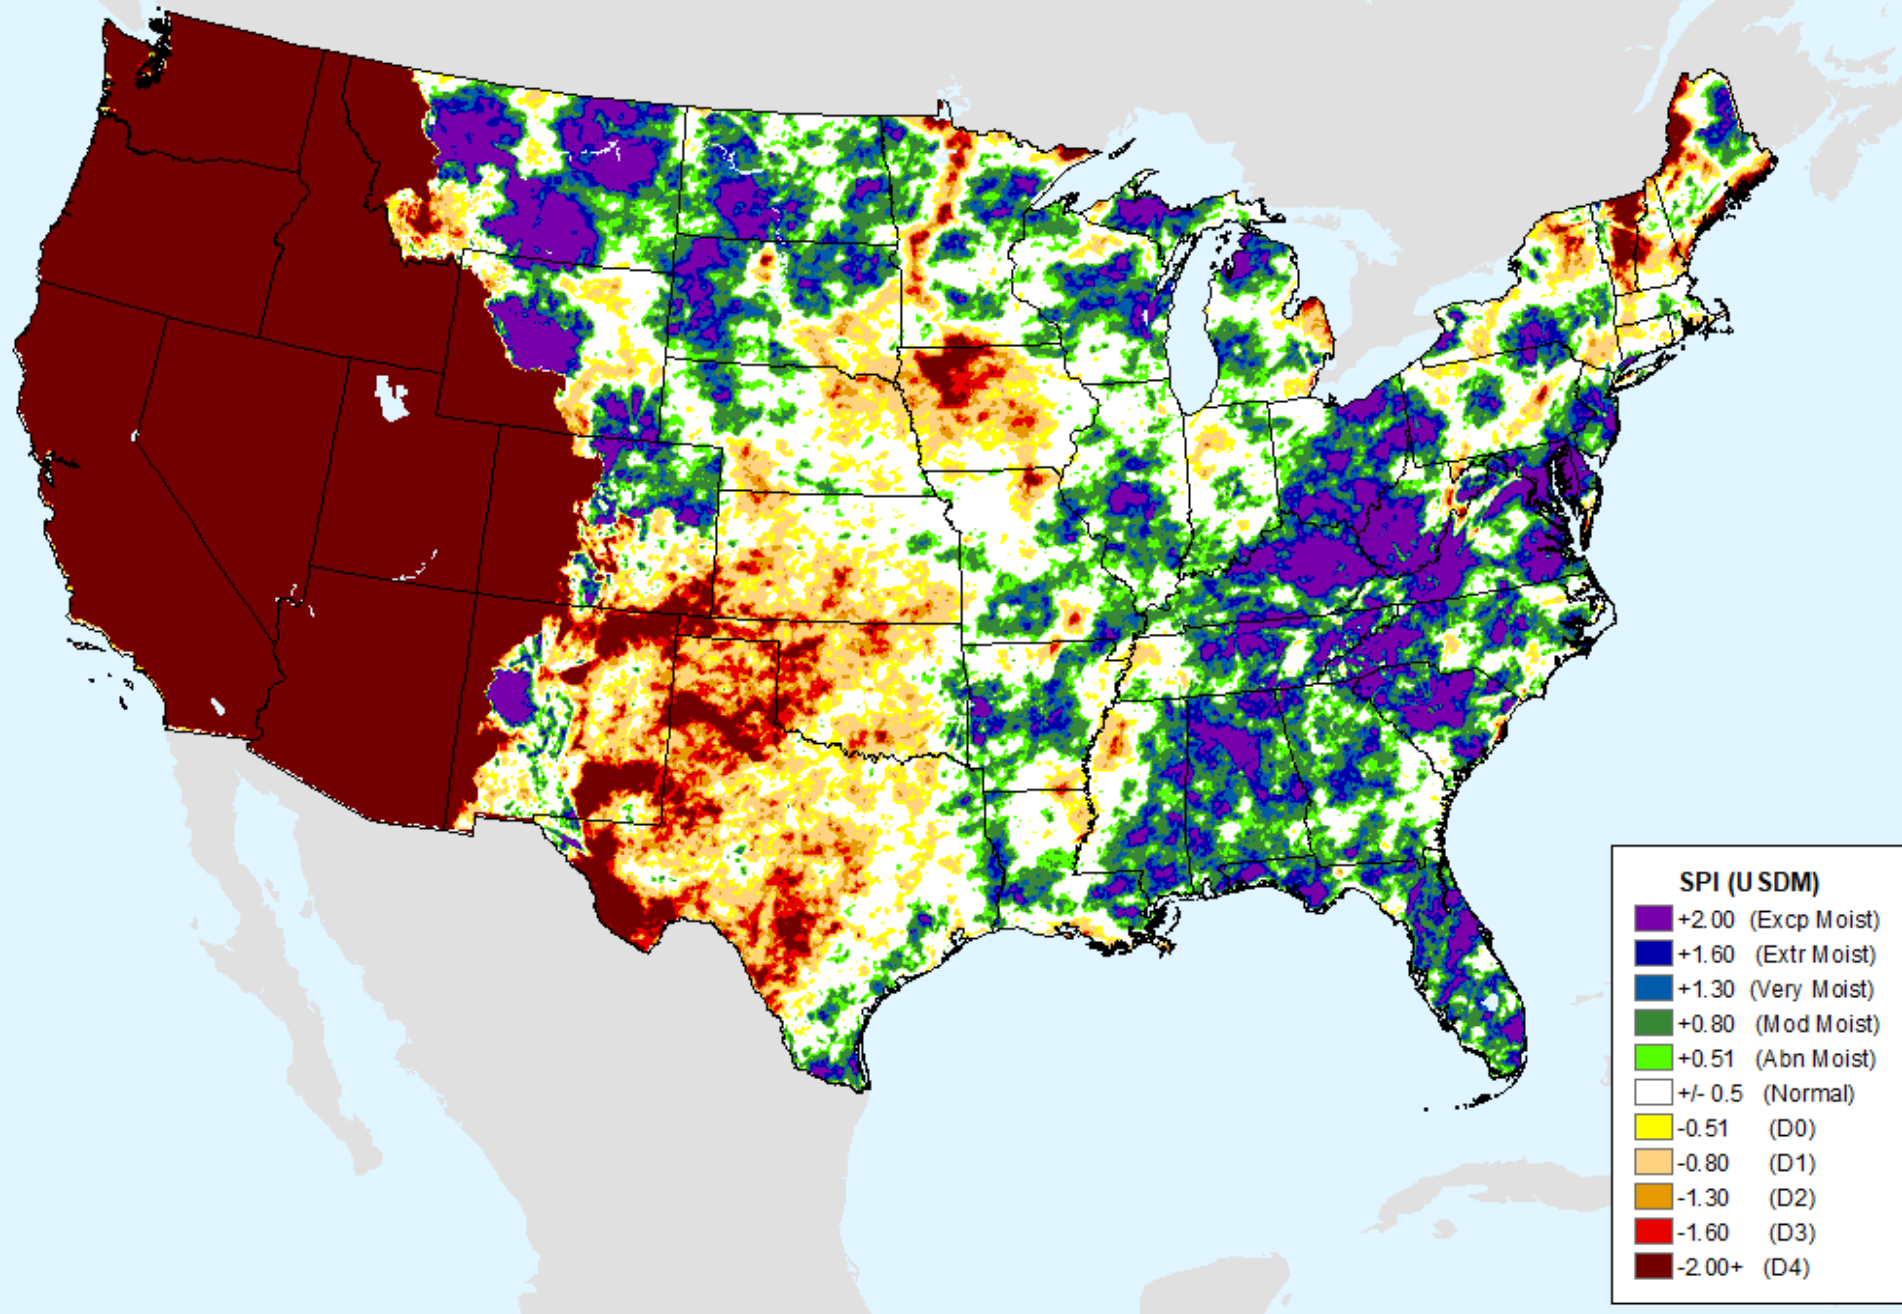 SPI (USDM)
+2.00 (Excp Moist)
+1.60 (Extr Moist)
+1.30 (Very Moist)
+0.80 (Mod Moist)
+0.51 (Abn Moist)
+/- 0.5 (Normal)
-0.51 (D0)
-0.80 (D1)
-1.30 (D2)
-1.60 (D3)
-2.00+ (D4)